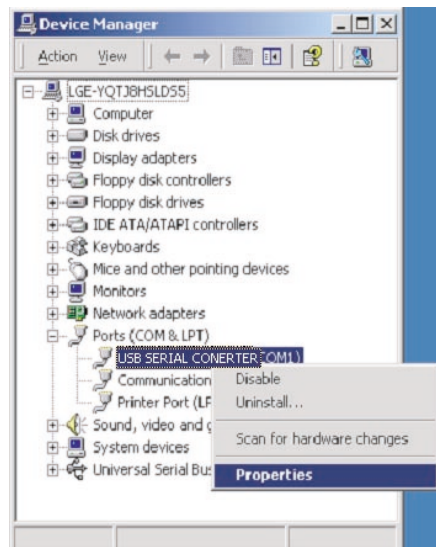 Device Manager
Action View
LGE-YQTJ8H5LDS5
Computer
Disk drives
Display adapters
Floppy disk controllers
Floppy disk drives
IDE ATA/ATAPI controllers
Keyboards
Mice and other pointing devices
Monitors
Network adapters
Ports (COM & LPT)
USB SERIAL CONERTER COM1)
Communication
Printer Port (LP
Sound, video and g
System devices
Universal Serial Bu
Disable
Uninstall...
Scan for hardware changes
Properties